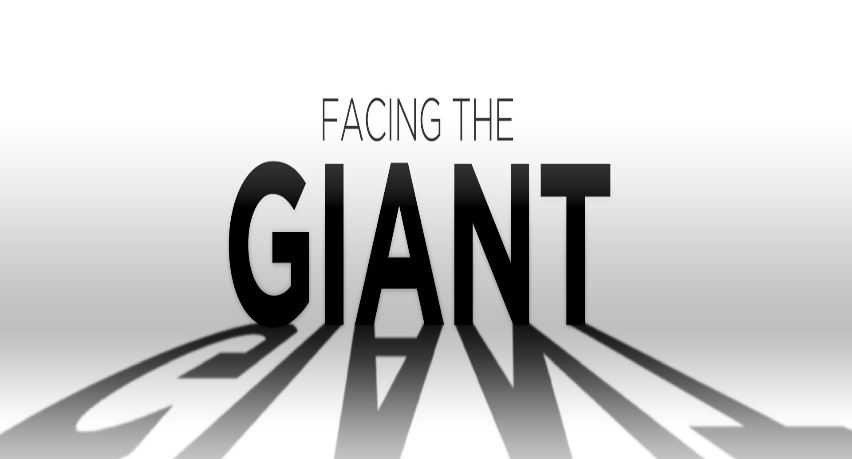 FACING THE
GIANT